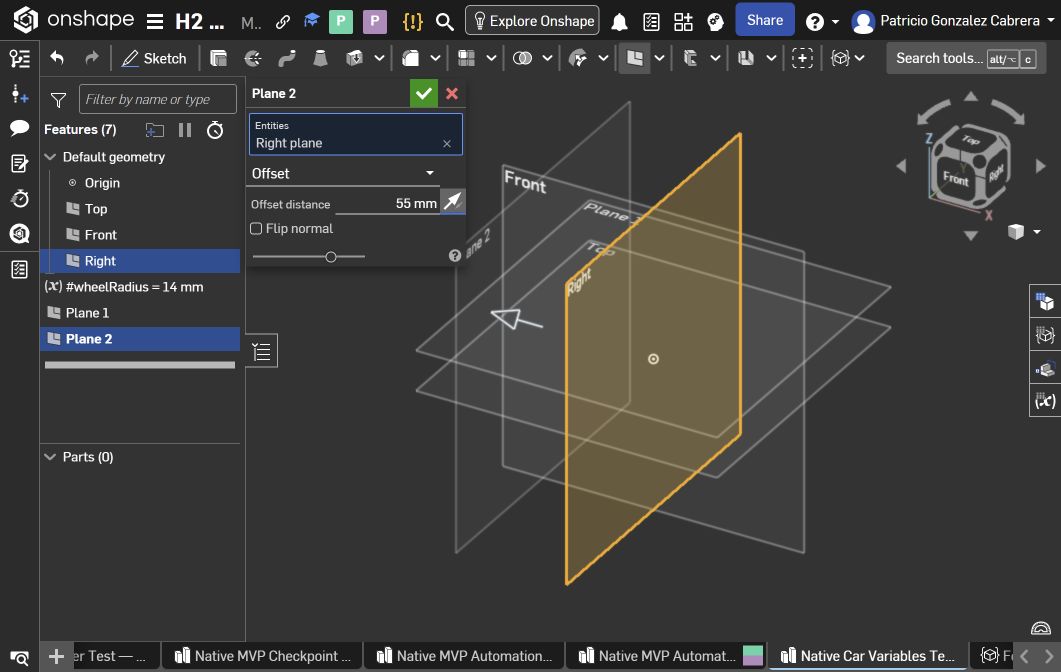 onshape H2 ... M.. P P Explore Onshape Share Patricio Gonzalez Cabrera
Sketch Search tools... alt/⌥ c
Filter by name or type
Features (7)
Default geometry
Origin
Top
Front
Right
(x) #wheelRadius = 14 mm
Plane 1
Plane 2
Parts (0)
Plane 2
Entities
Right plane
Offset
Offset distance 55 mm
Flip normal
Front
Plane
Top
Right
ane 2
Z
Top
Y
Front
Right
X
(x)
er Test — ... Native MVP Checkpoint ... Native MVP Automation... Native MVP Automat... Native Car Variables Te...